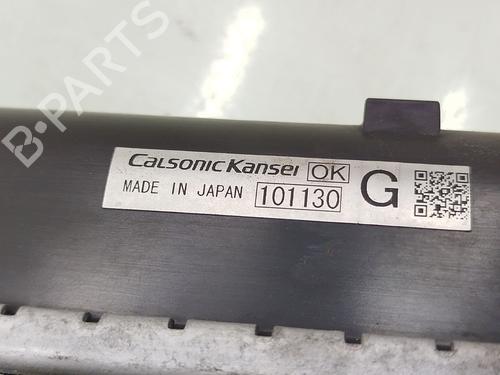 B-PARTS
CalsonicKansei OK
MADE IN JAPAN 101130 G